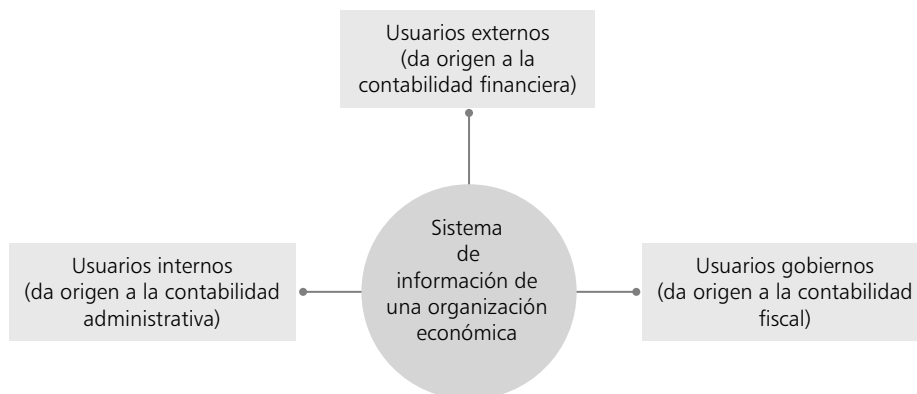 Usuarios externos
(da origen a la
contabilidad financiera)
Sistema
de
información de
una organización
económica
Usuarios internos
(da origen a la contabilidad
administrativa)
Usuarios gobiernos
(da origen a la contabilidad
fiscal)